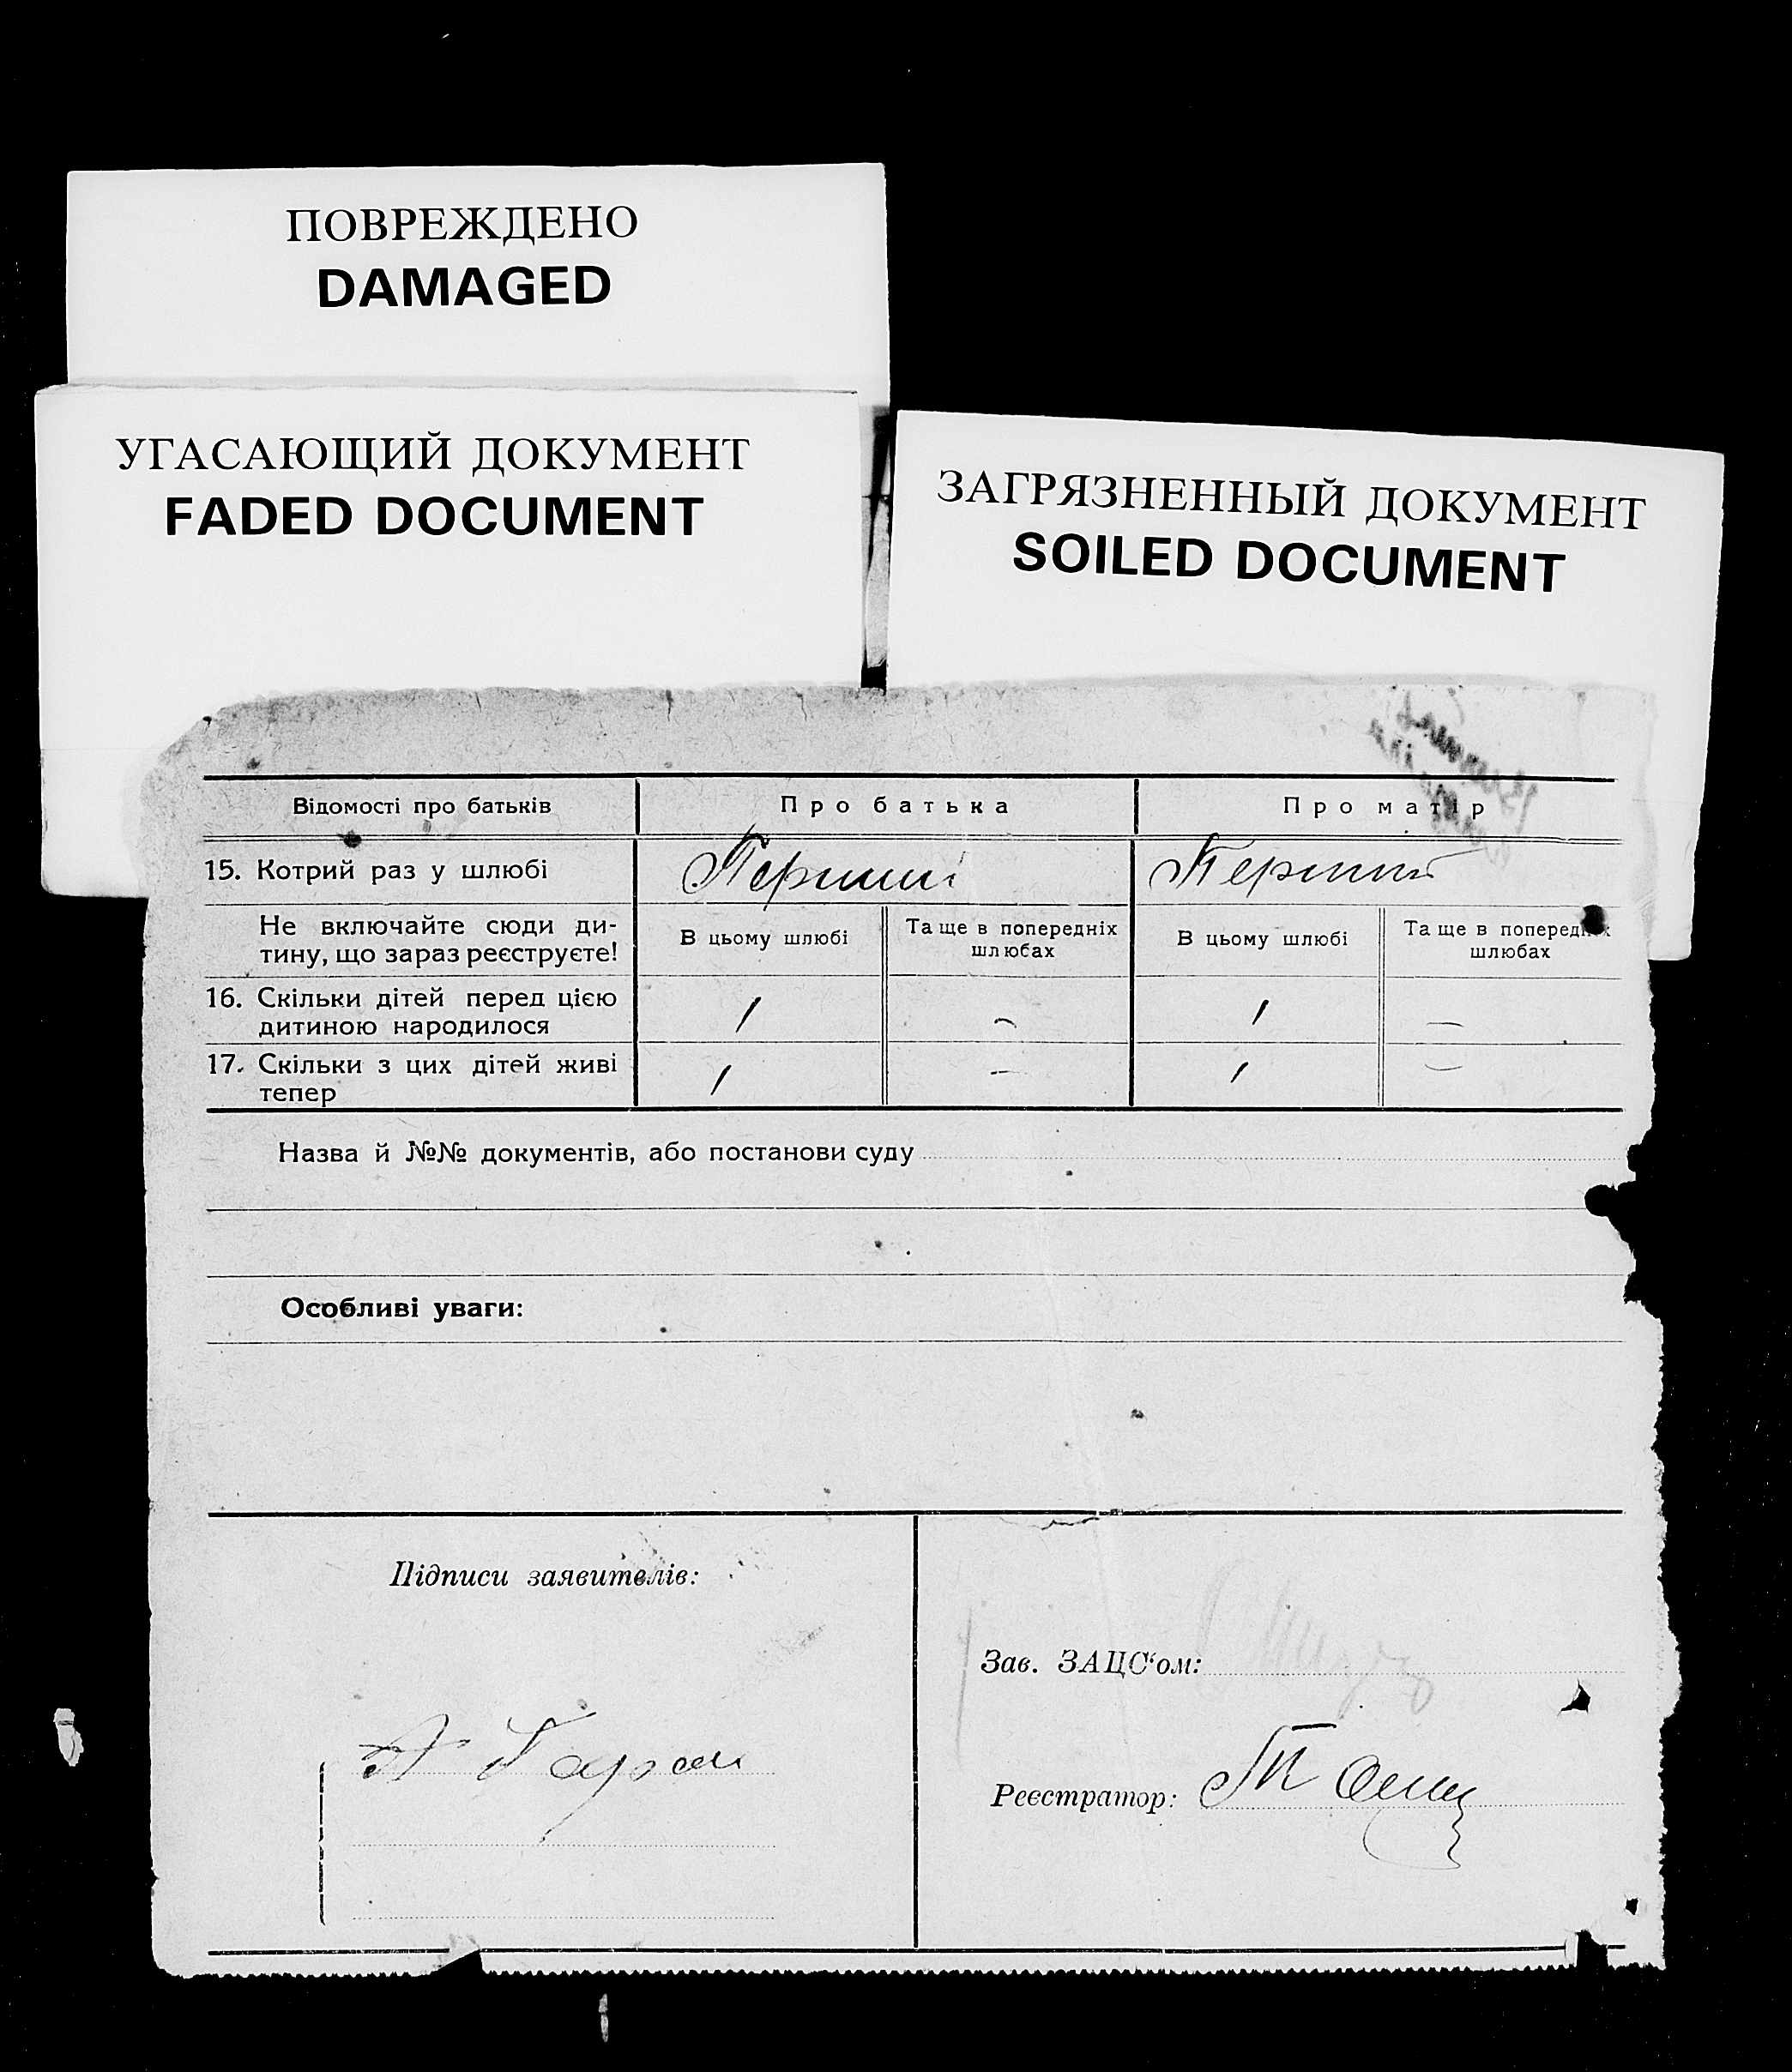 ПОВРЕЖДЕНО
DAMAGED
УГАСАЮЩИЙ ДОКУМЕНТ
FADED DOCUMENT
ЗАГРЯЗНЕННЫЙ ДОКУМЕНТ
SOILED DOCUMENT
Відомості про батьків Про батька Про матір
15. Котрий раз у шлюбі Перший Перший
Не включайте сюди ди-
тину, що зараз реєструєте!
В цьому шлюбі
Та ще в попередніх
шлюбах
В цьому шлюбі
Та ще в попередніх
шлюбах
16. Скільки дітей перед цією
дитиною народилося
1 – 1 –
17. Скільки з цих дітей живі
тепер
1 – 1 –
Назва й №№ документів, або постанови суду
Особливі уваги:
Підписи заявителів:
Зав. ЗАЦС‘ом:
Реєстратор: